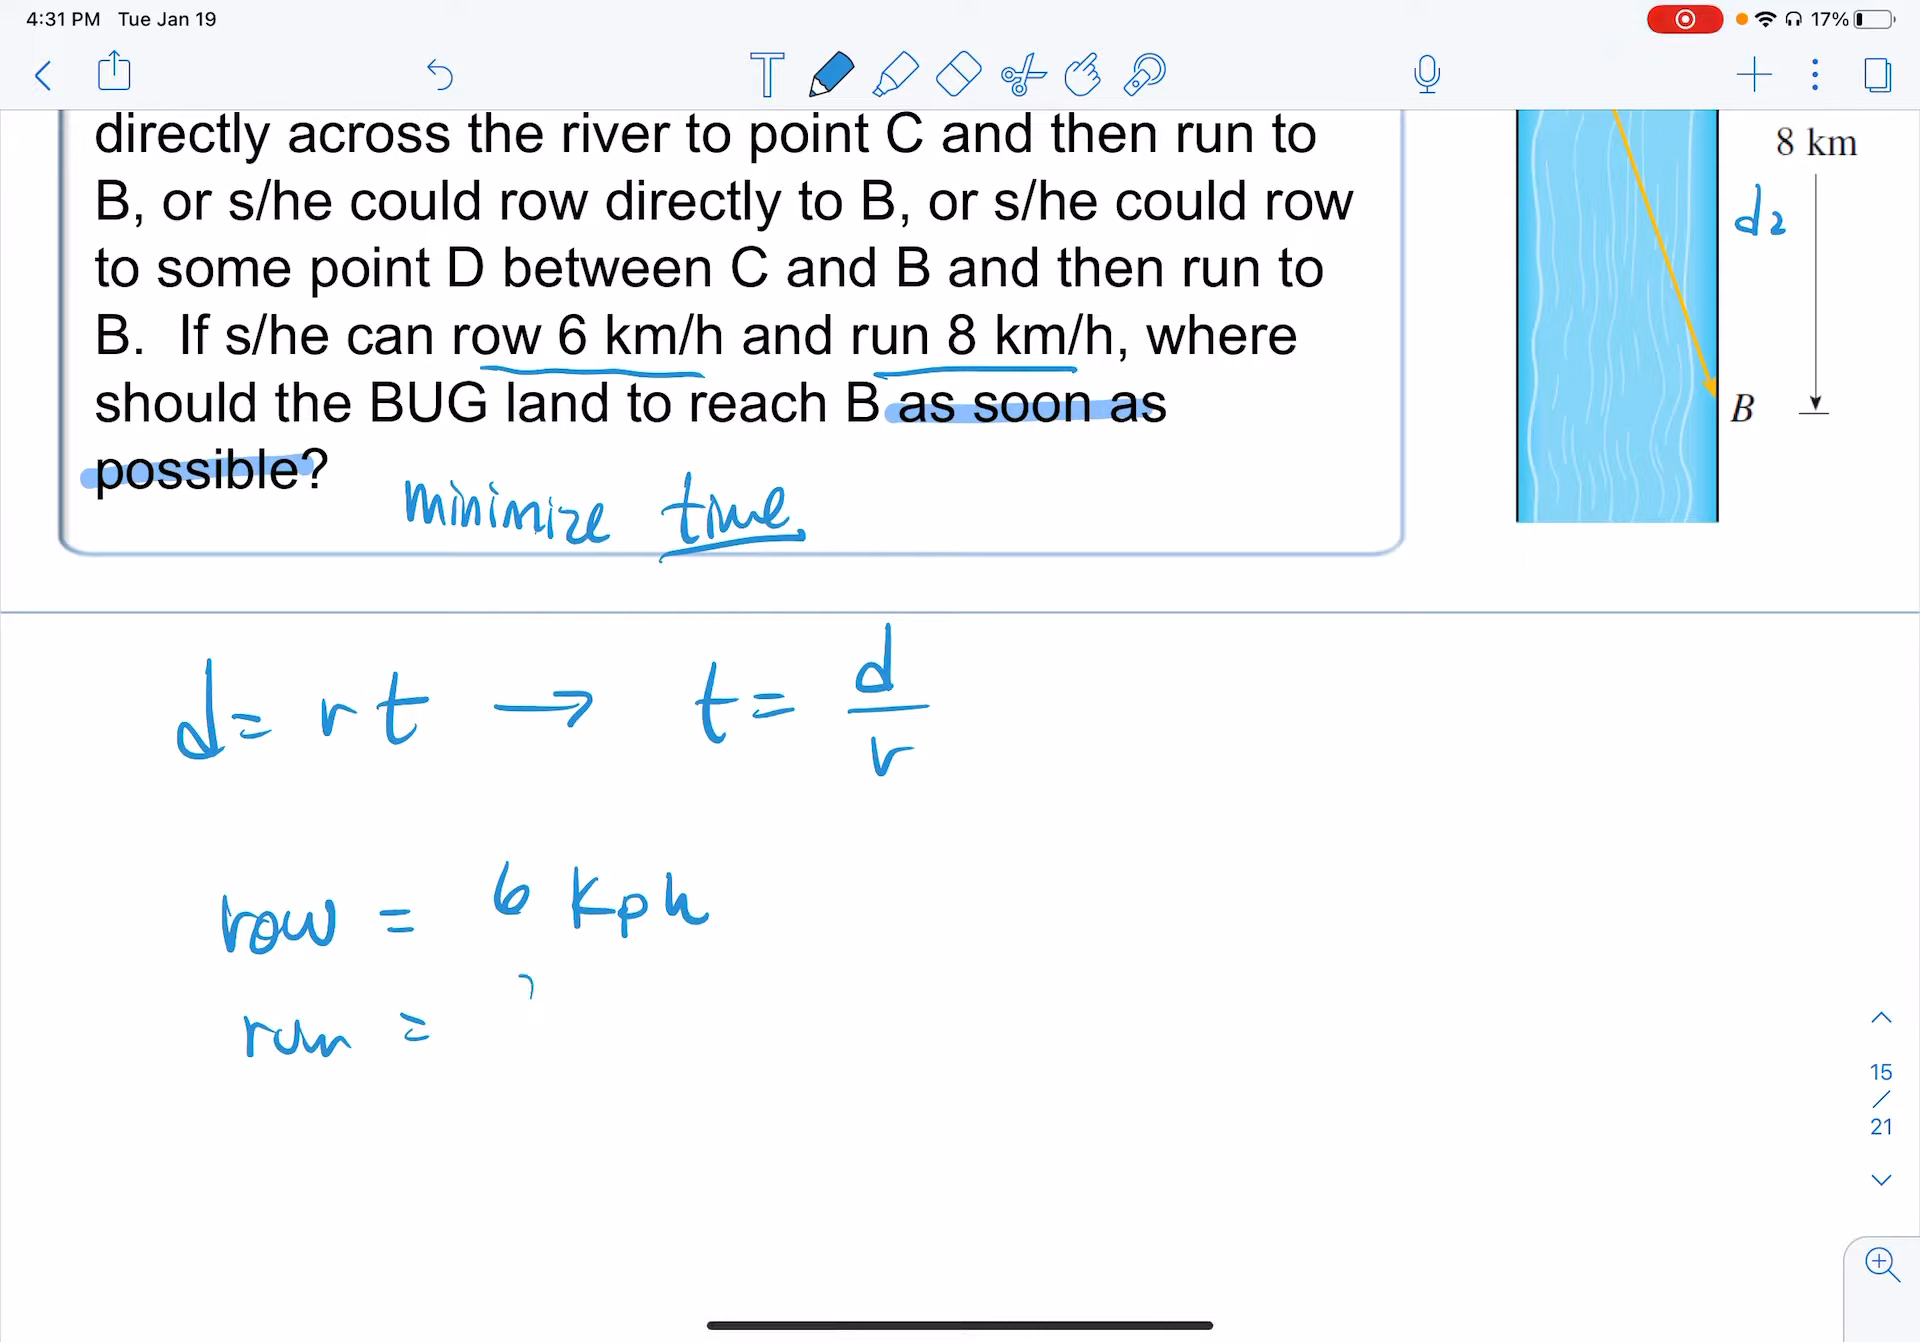 4:31 PM Tue Jan 19
17%
directly across the river to point C and then run to
B, or s/he could row directly to B, or s/he could row
to some point D between C and B and then run to
B. If s/he can row 6 km/h and run 8 km/h, where
should the BUG land to reach B as soon as
possible?
minimize time
8 km
d2
B
d = rt → t = d/r
row = 6 kph
run =
15
/
21